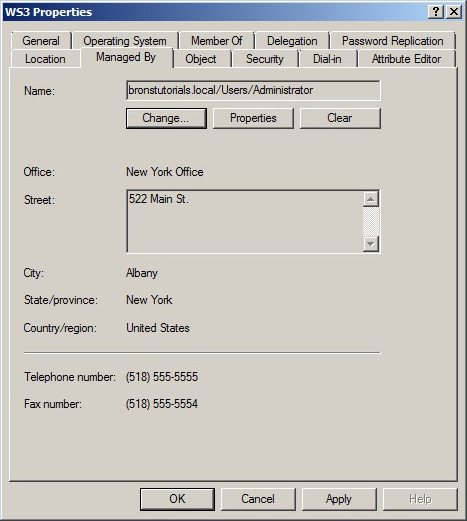 WS3 Properties
General Operating System Member Of Delegation Password Replication
Location Managed By Object Security Dial-in Attribute Editor
Name: bronstutorials.local/Users/Administrator
Change... Properties Clear
Office: New York Office
Street: 522 Main St.
City: Albany
State/province: New York
Country/region: United States
Telephone number: (518) 555-5555
Fax number: (518) 555-5554
OK Cancel Apply Help